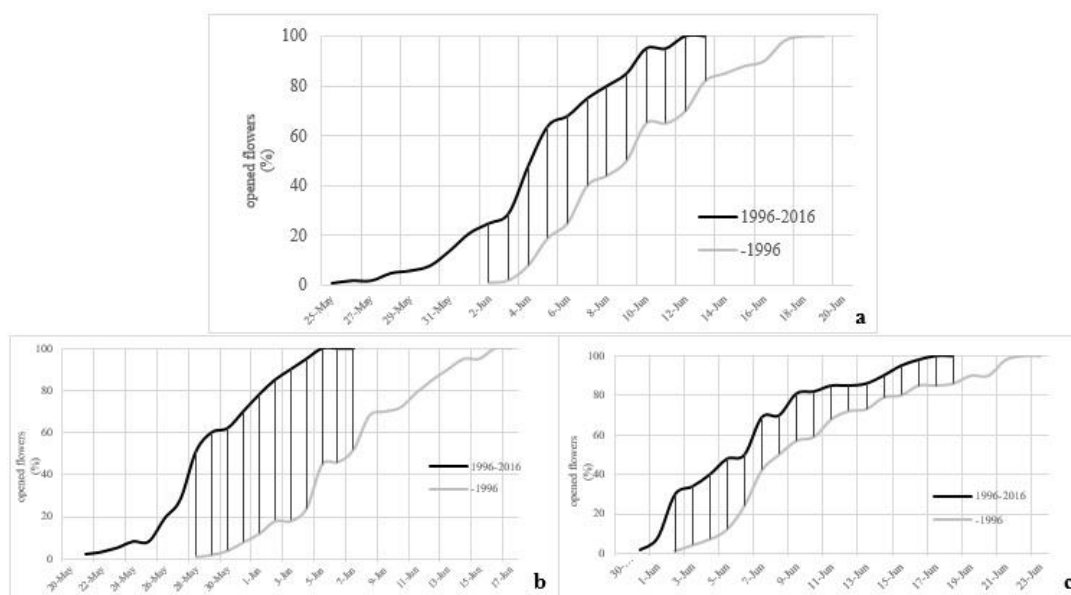 100
80
60
40
20
0
opened flowers
(%)
1996-2016
-1996
25-May
27-May
29-May
31-May
2-Jun
4-Jun
6-Jun
8-Jun
10-Jun
12-Jun
14-Jun
16-Jun
18-Jun
20-Jun
a
100
80
60
40
20
0
opened flowers
(%)
1996-2016
-1996
20-May
22-May
24-May
26-May
28-May
30-May
1-Jun
3-Jun
5-Jun
7-Jun
9-Jun
11-Jun
13-Jun
15-Jun
17-Jun
b
100
80
60
40
20
0
opened flowers
(%)
1996-2016
-1996
30-...
1-Jun
3-Jun
5-Jun
7-Jun
9-Jun
11-Jun
13-Jun
15-Jun
17-Jun
19-Jun
21-Jun
23-Jun
c